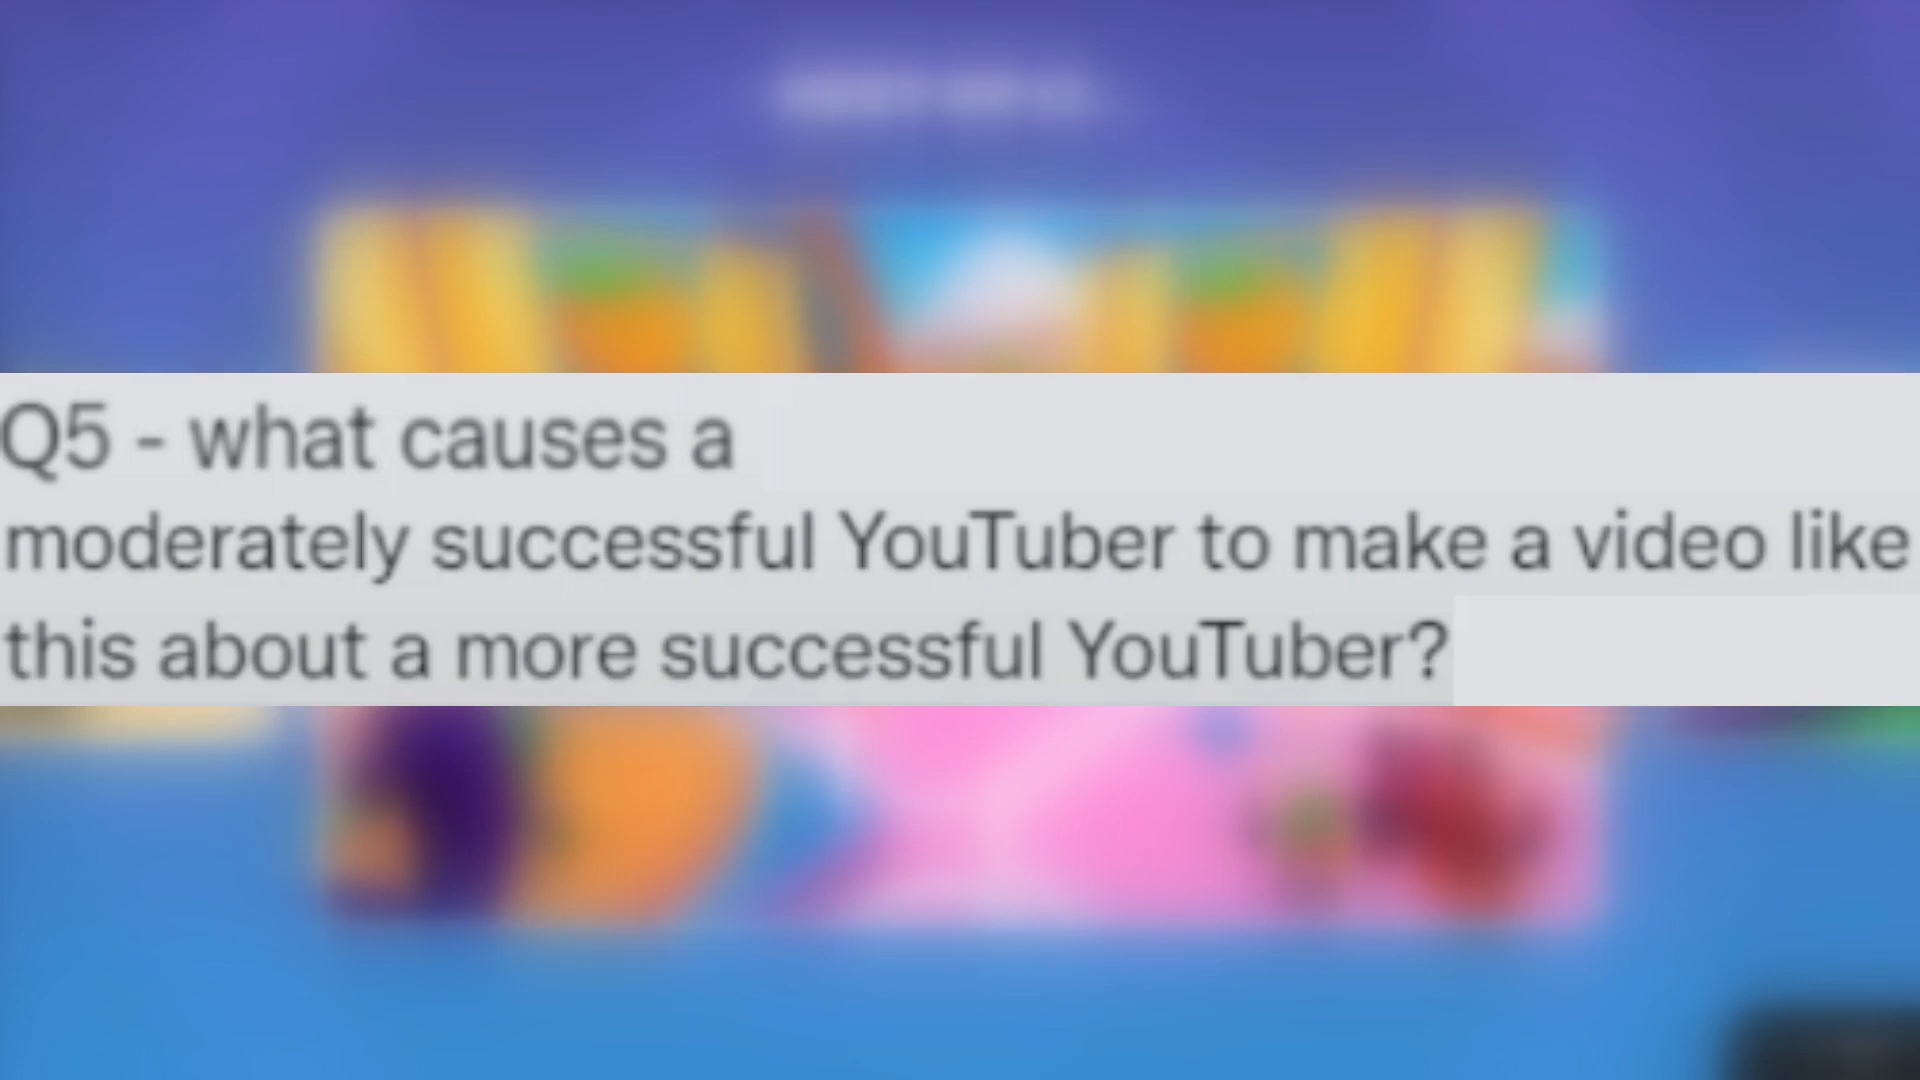 Q5 - what causes a
moderately successful YouTuber to make a video like
this about a more successful YouTuber?